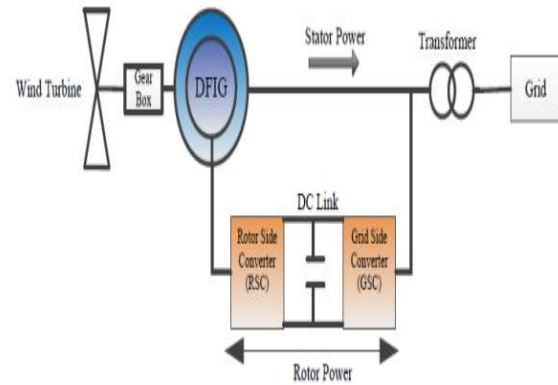 Stator Power
Transformer
Wind Turbine
Gear
Box
DFIG
Grid
DC Link
Rotor Side
Converter
(RSC)
Grid Side
Converter
(GSC)
Rotor Power